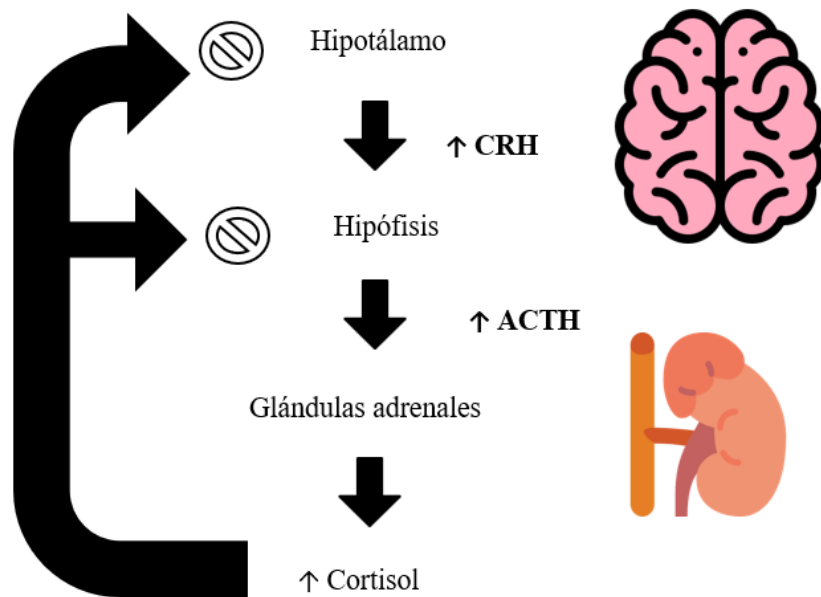 Hipotálamo
↑ CRH
Hipófisis
↑ ACTH
Glándulas adrenales
↑ Cortisol